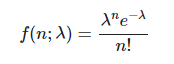 f(n; λ) = λⁿe^{-λ} / n!